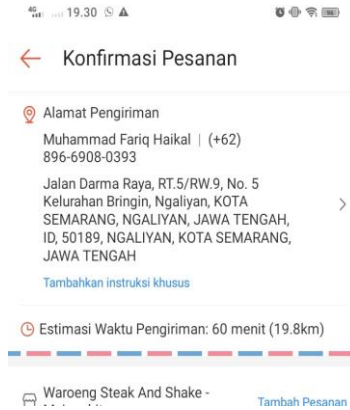 4G 19.30
56
Konfirmasi Pesanan
Alamat Pengiriman
Muhammad Fariq Haikal | (+62)
896-6908-0393
Jalan Darma Raya, RT.5/RW.9, No. 5
Kelurahan Bringin, Ngaliyan, KOTA
SEMARANG, NGALIYAN, JAWA TENGAH,
ID, 50189, NGALIYAN, KOTA SEMARANG,
JAWA TENGAH
Tambahkan instruksi khusus
Estimasi Waktu Pengiriman: 60 menit (19.8km)
Waroeng Steak And Shake -
Tambah Pesanan